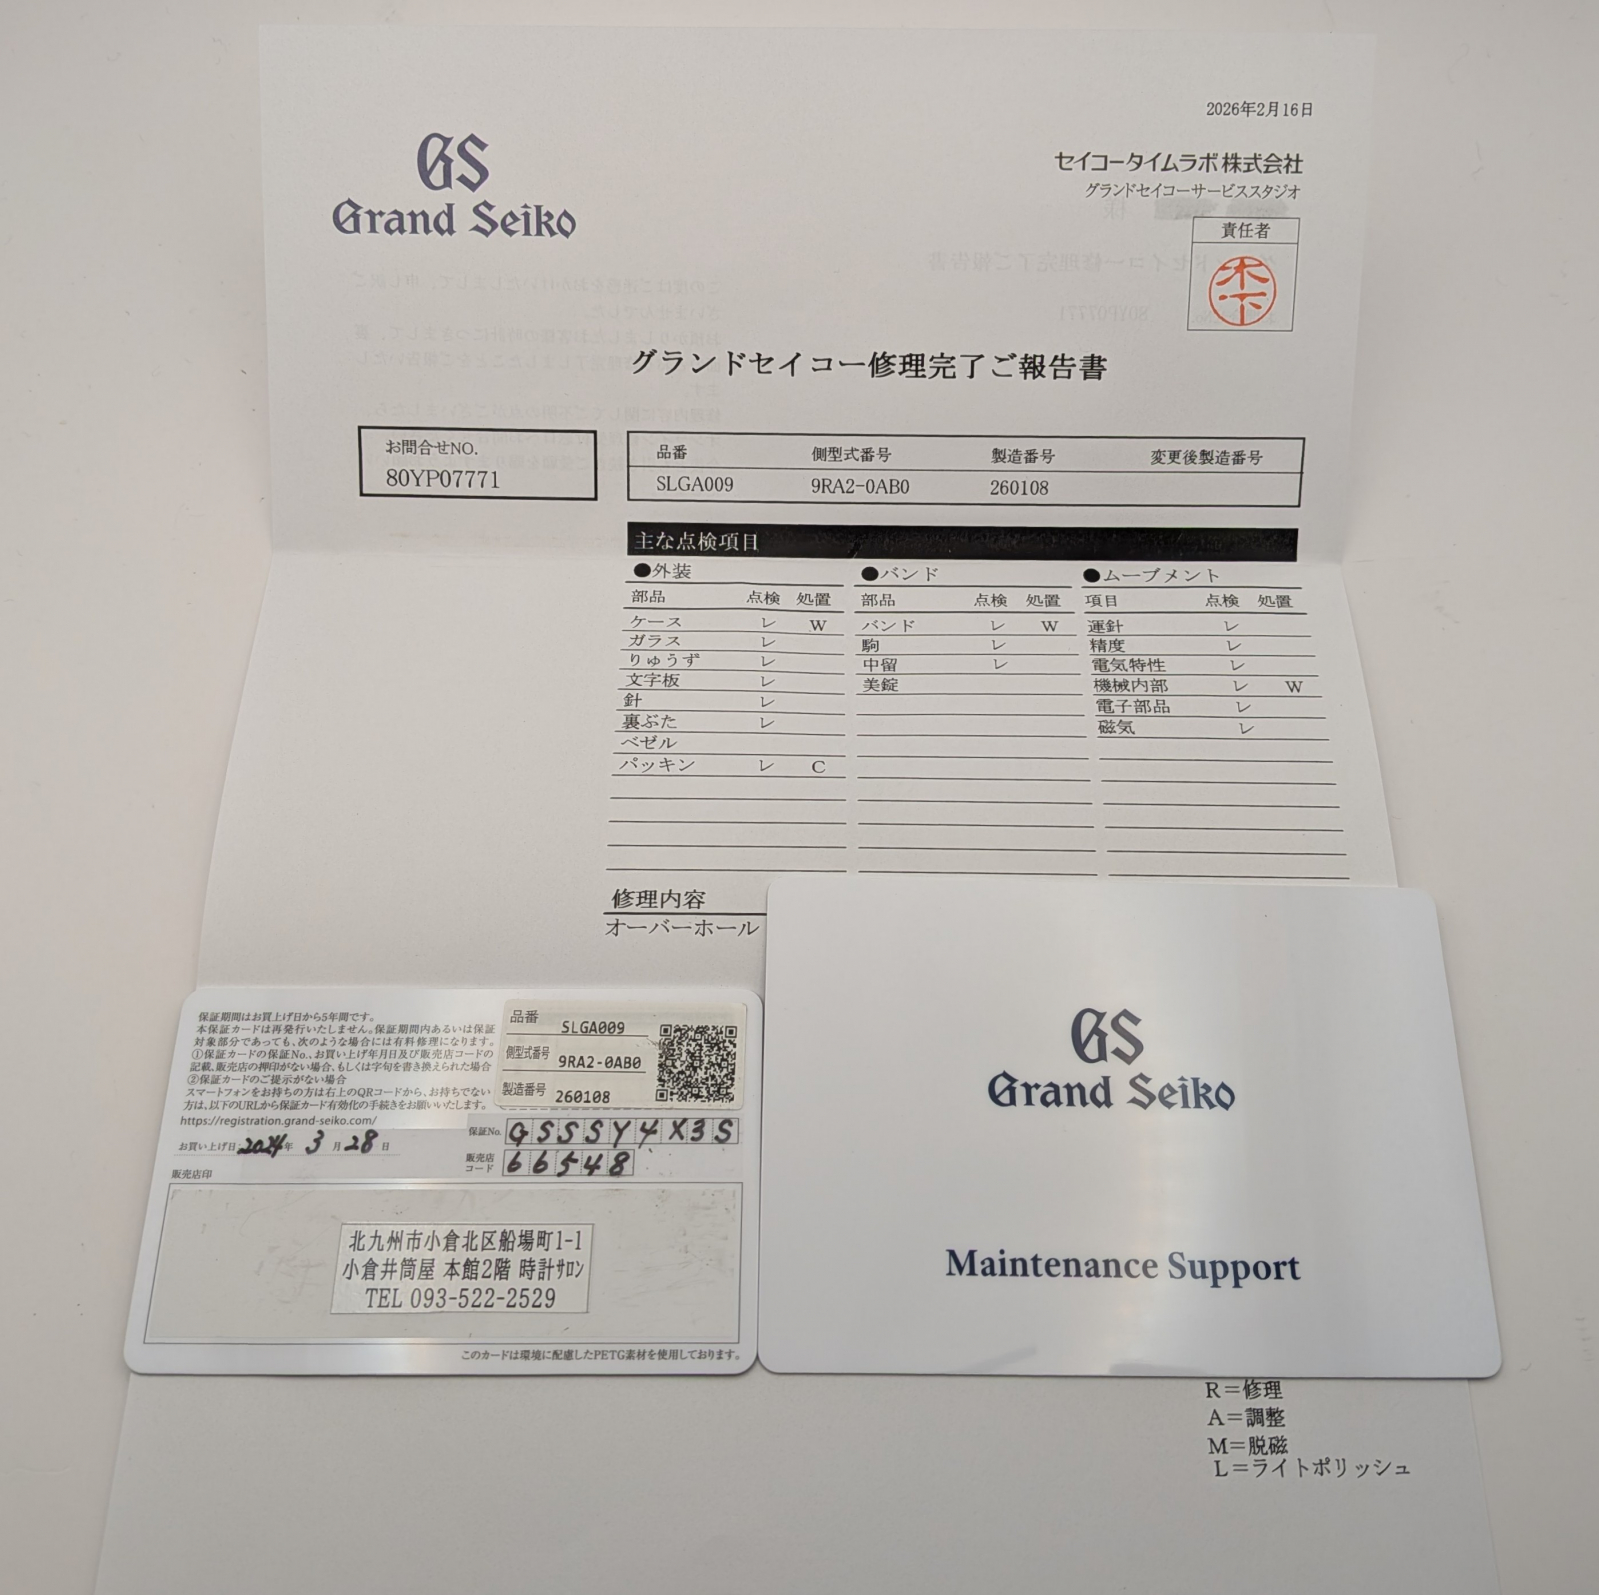 2026年2月16日
GS
Grand Seiko
セイコータイムラボ株式会社
グランドセイコーサービススタジオ
責任者
木下
グランドセイコー修理完了ご報告書
お問合せNO.
80YP07771
品番 側型式番号 製造番号 変更後製造番号
SLGA009 9RA2-0AB0 260108
主な点検項目
●外装 ●バンド ●ムーブメント
部品 点検 処置 部品 点検 処置 項目 点検 処置
ケース レ W バンド レ W 運針 レ
ガラス レ 駒 レ 精度 レ
りゅうず レ 中留 レ 電気特性 レ
文字板 レ 美錠 機械内部 レ W
針 レ 電子部品 レ
裏ぶた レ 磁気 レ
ベゼル
パッキン レ C
修理内容
オーバーホール
保証期間はお買上げ日から5年間です。
本保証カードは再発行いたしません。保証期間内あるいは保証
対象部分であっても、次のような場合には有料修理になります。
①保証カードの保証No.、お買い上げ年月日及び販売店コードの
記載、販売店の押印がない場合、もしくは字句を書き換えられた場合
②保証カードのご提示がない場合
スマートフォンをお持ちの方は右上のQRコードから、お持ちでない
方は、以下のURLから保証カード有効化の手続きをお願いいたします。
https://registration.grand-seiko.com/
品番 SLGA009
側型式番号 9RA2-0AB0
製造番号 260108
お買い上げ日: 2024年 3月 28日
保証No. GSSSY4X3S
販売店
コード 66548
販売店印
北九州市小倉北区船場町1-1
小倉井筒屋 本館2階 時計サロン
TEL 093-522-2529
このカードは環境に配慮したPETG素材を使用しております。
GS
Grand Seiko
Maintenance Support
R＝修理
A＝調整
M＝脱磁
L＝ライトポリッシュ